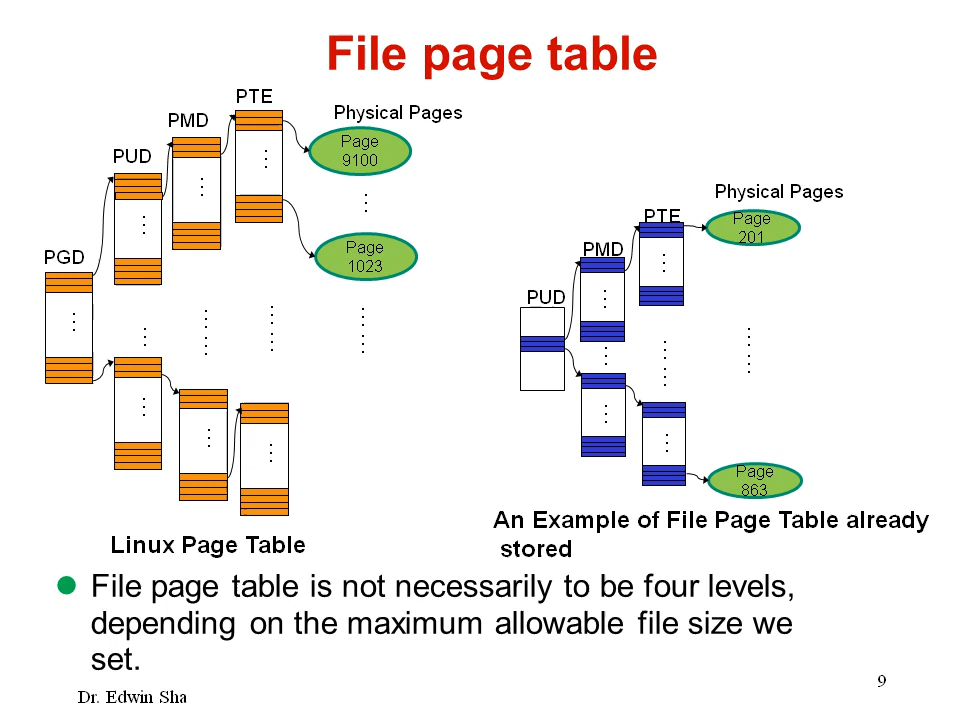 File page table
PTE
Physical Pages
PMD
Page
9100
PUD
Physical Pages
PTE
Page
201
PGD
Page
1023
PMD
PUD
Page
863
An Example of File Page Table already
stored
Linux Page Table
File page table is not necessarily to be four levels,
depending on the maximum allowable file size we
set.
9
Dr. Edwin Sha